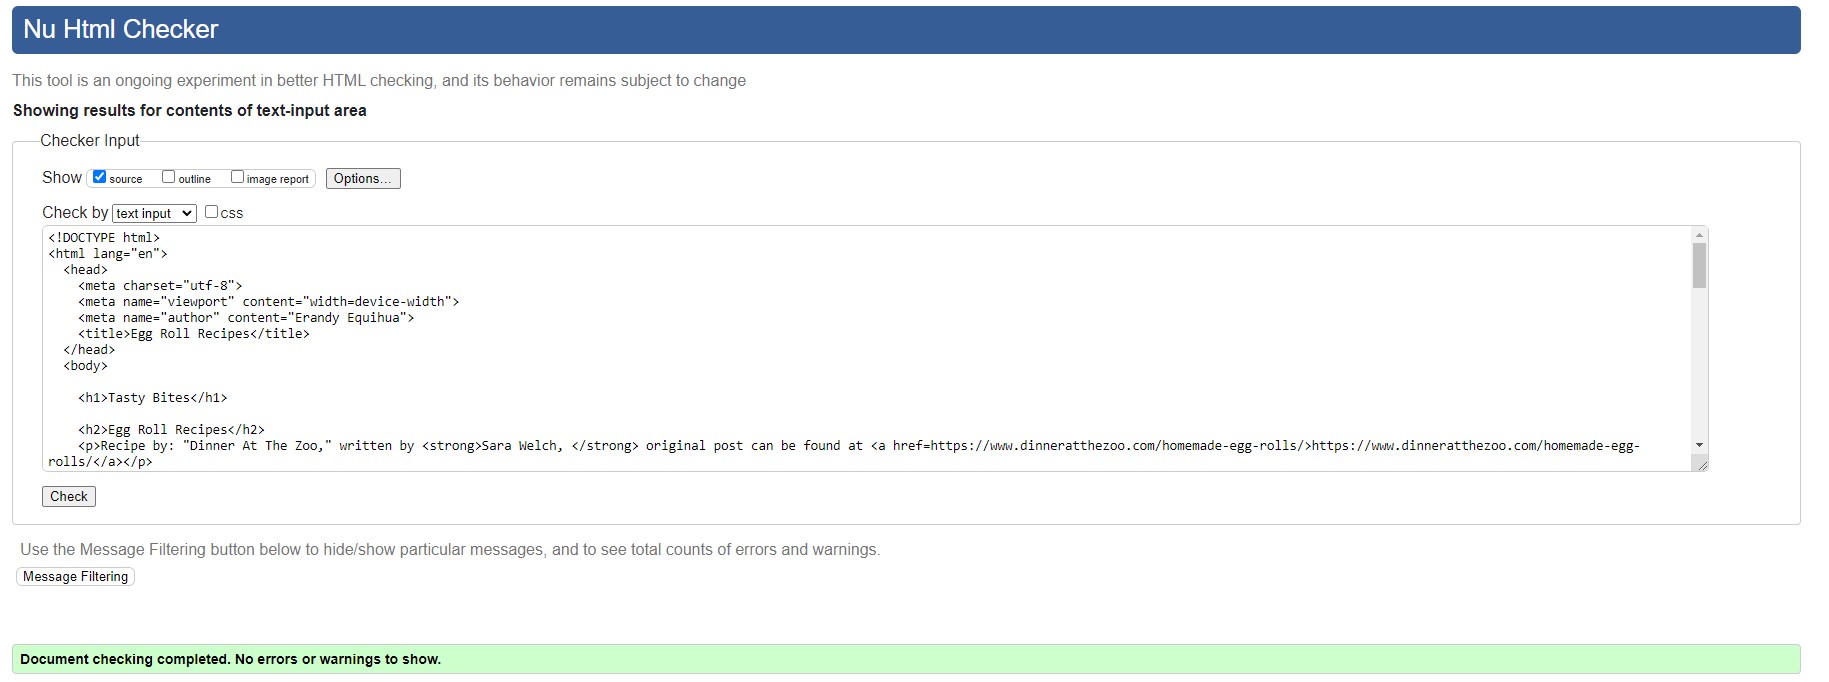 Nu Html Checker
This tool is an ongoing experiment in better HTML checking, and its behavior remains subject to change
Showing results for contents of text-input area
Checker Input
Show source outline image report Options...
Check by text input css
<!DOCTYPE html>
<html lang="en">
  <head>
    <meta charset="utf-8">
    <meta name="viewport" content="width=device-width">
    <meta name="author" content="Erandy Equihua">
    <title>Egg Roll Recipes</title>
  </head>
  <body>
    <h1>Tasty Bites</h1>
    <h2>Egg Roll Recipes</h2>
    <p>Recipe by: "Dinner At The Zoo," written by <strong>Sara Welch, </strong> original post can be found at <a href=https://www.dinneratthezoo.com/homemade-egg-rolls/>https://www.dinneratthezoo.com/homemade-egg-
rolls/</a></p>
Check
Use the Message Filtering button below to hide/show particular messages, and to see total counts of errors and warnings.
Message Filtering
Document checking completed. No errors or warnings to show.